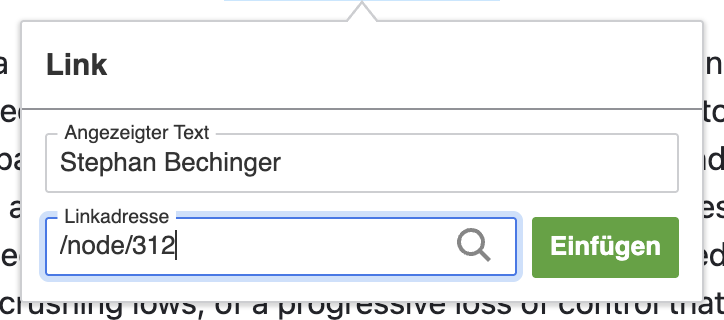 Link
Angezeigter Text
Stephan Bechinger
Linkadresse
/node/312
Einfügen
crushing lows, of a progressive loss of control that